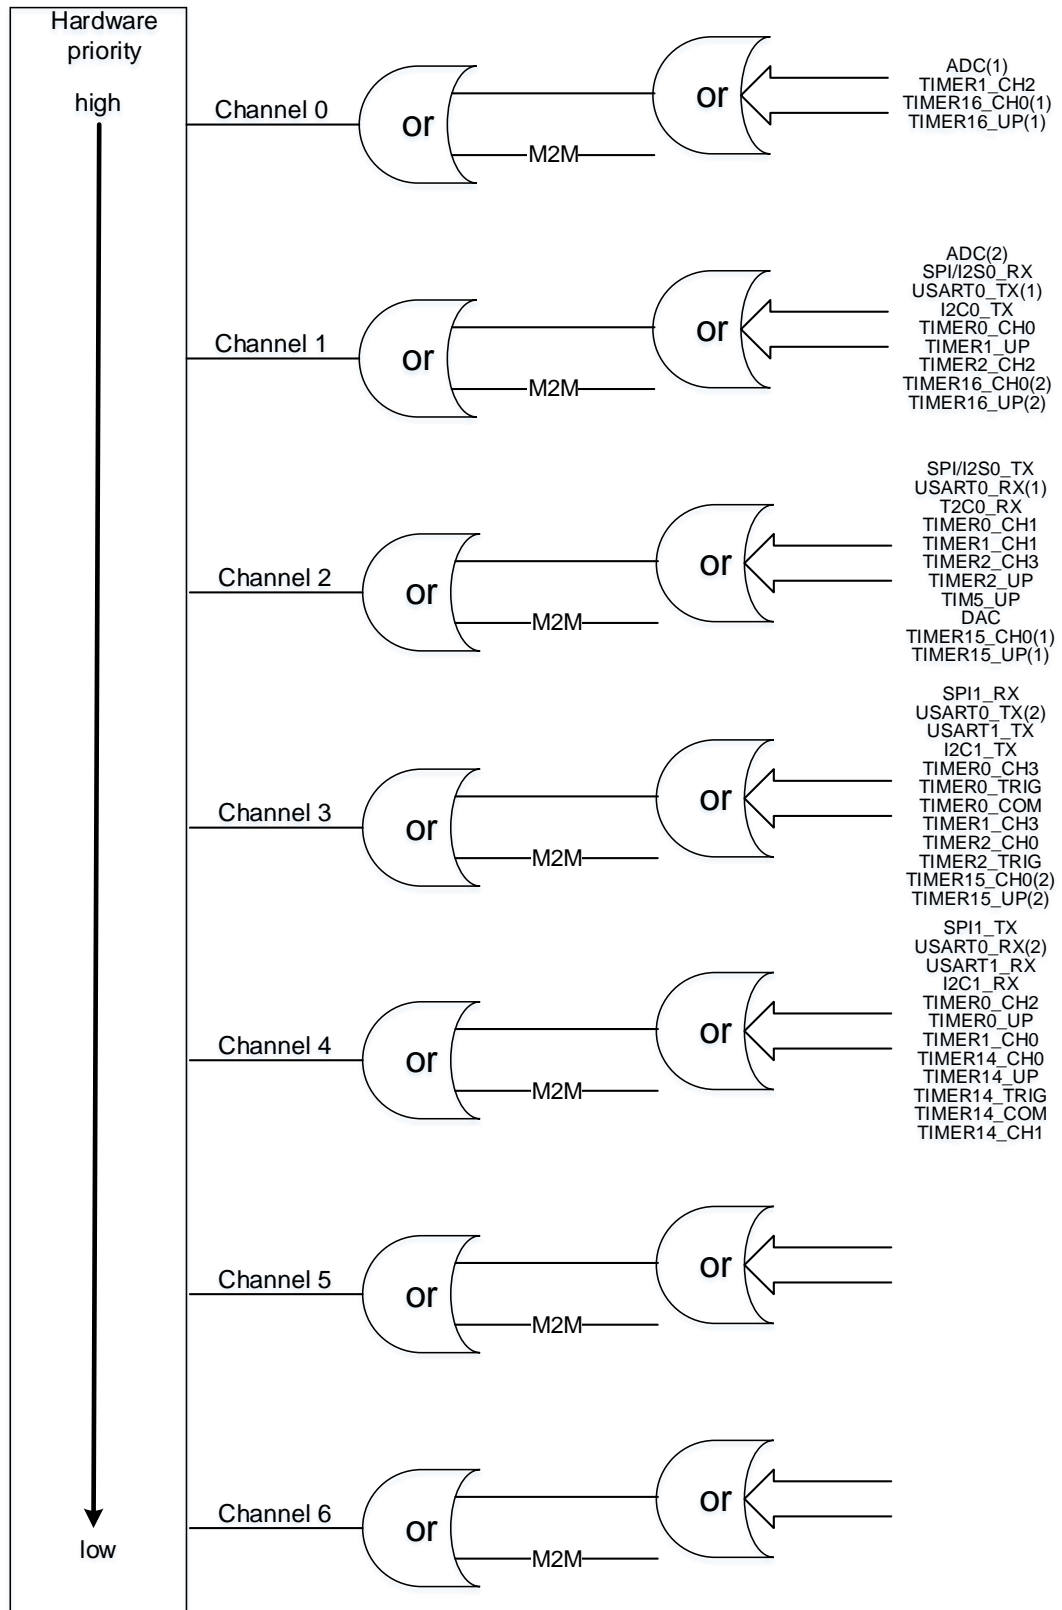 Hardware
priority
high
low
Channel 0
or
M2M
or
ADC(1)
TIMER1_CH2
TIMER16_CH0(1)
TIMER16_UP(1)
Channel 1
or
M2M
or
ADC(2)
SPI/I2S0_RX
USART0_TX(1)
I2C0_TX
TIMER0_CH0
TIMER1_UP
TIMER2_CH2
TIMER16_CH0(2)
TIMER16_UP(2)
Channel 2
or
M2M
or
SPI/I2S0_TX
USART0_RX(1)
T2C0_RX
TIMER0_CH1
TIMER1_CH1
TIMER2_CH3
TIMER2_UP
TIM5_UP
DAC
TIMER15_CH0(1)
TIMER15_UP(1)
Channel 3
or
M2M
or
SPI1_RX
USART0_TX(2)
USART1_TX
I2C1_TX
TIMER0_CH3
TIMER0_TRIG
TIMER0_COM
TIMER1_CH3
TIMER2_CH0
TIMER2_TRIG
TIMER15_CH0(2)
TIMER15_UP(2)
Channel 4
or
M2M
or
SPI1_TX
USART0_RX(2)
USART1_RX
I2C1_RX
TIMER0_CH2
TIMER0_UP
TIMER1_CH0
TIMER14_CH0
TIMER14_UP
TIMER14_TRIG
TIMER14_COM
TIMER14_CH1
Channel 5
or
M2M
or
Channel 6
or
M2M
or